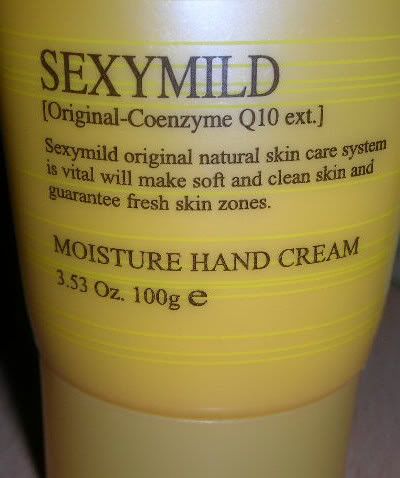 SEXYMILD
[Original-Coenzyme Q10 ext.]
Sexymild original natural skin care system
is vital will make soft and clean skin and
guarantee fresh skin zones.
MOISTURE HAND CREAM
3.53 Oz. 100g ℮